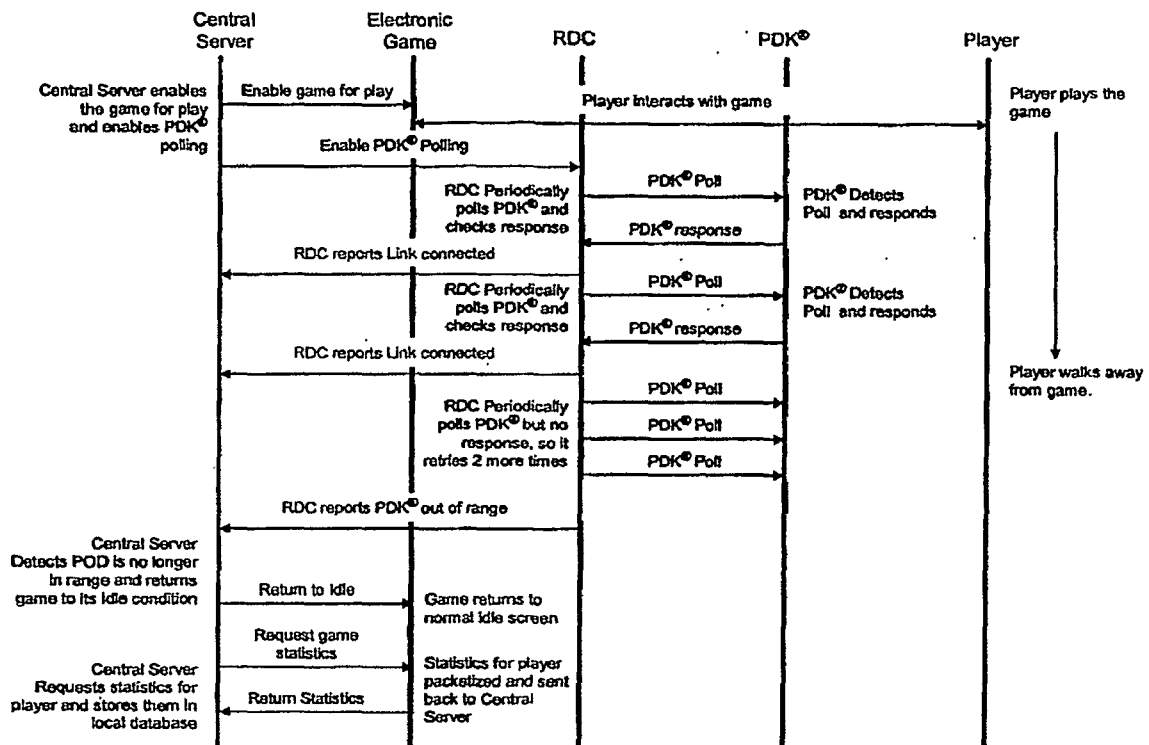 Central
Server
Electronic
Game
RDC
PDK®
Player
Central Server enables
the game for play
and enables PDK®
polling
Enable game for play
Player interacts with game
Player plays the
game
Enable PDK® Polling
RDC Periodically
polls PDK® and
checks response
PDK® Poll
PDK® Detects
Poll and responds
PDK® response
RDC reports Link connected
RDC Periodically
polls PDK® and
checks response
PDK® Poll
PDK® Detects
Poll and responds
PDK® response
RDC reports Link connected
Player walks away
from game.
RDC Periodically
polls PDK® but no
response, so it
retries 2 more times
PDK® Poll
PDK® Poll
PDK® Poll
RDC reports PDK® out of range
Central Server
Detects POD is no longer
in range and returns
game to its idle condition
Return to Idle
Game returns to
normal idle screen
Request game
statistics
Central Server
Requests statistics for
player and stores them in
local database
Statistics for player
packetized and sent
back to Central
Server
Return Statistics